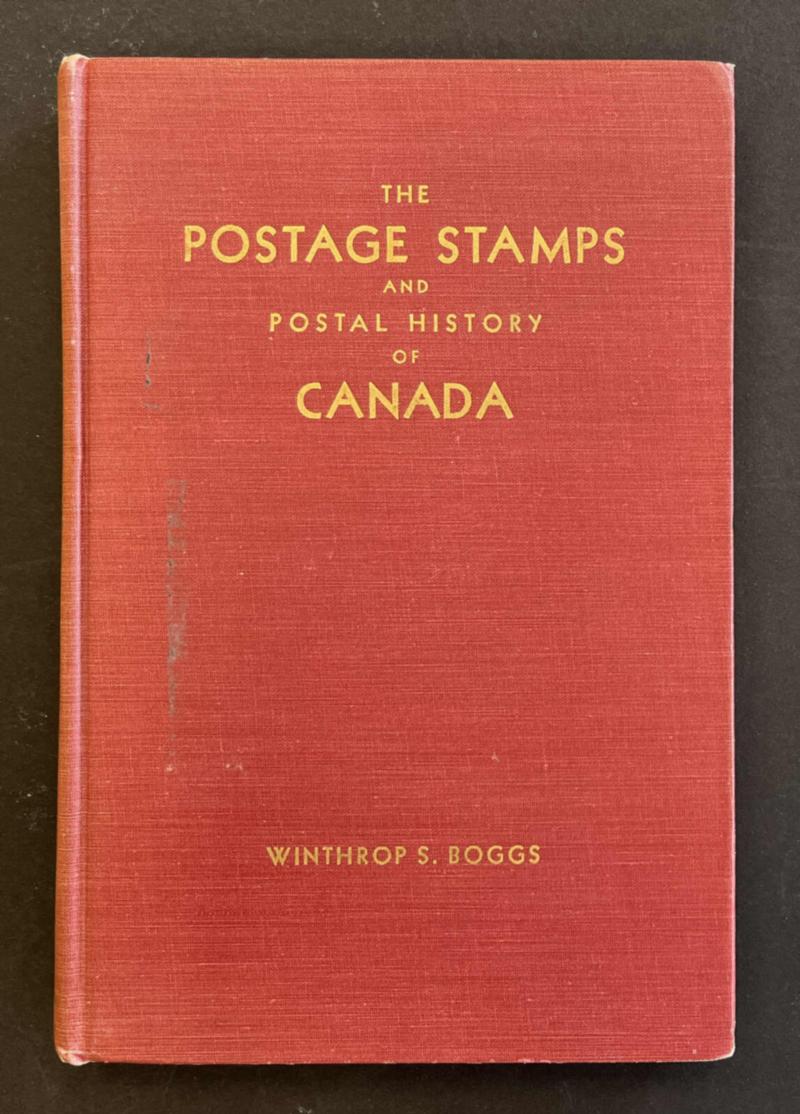 THE
POSTAGE STAMPS
AND
POSTAL HISTORY
OF
CANADA
WINTHROP S. BOGGS